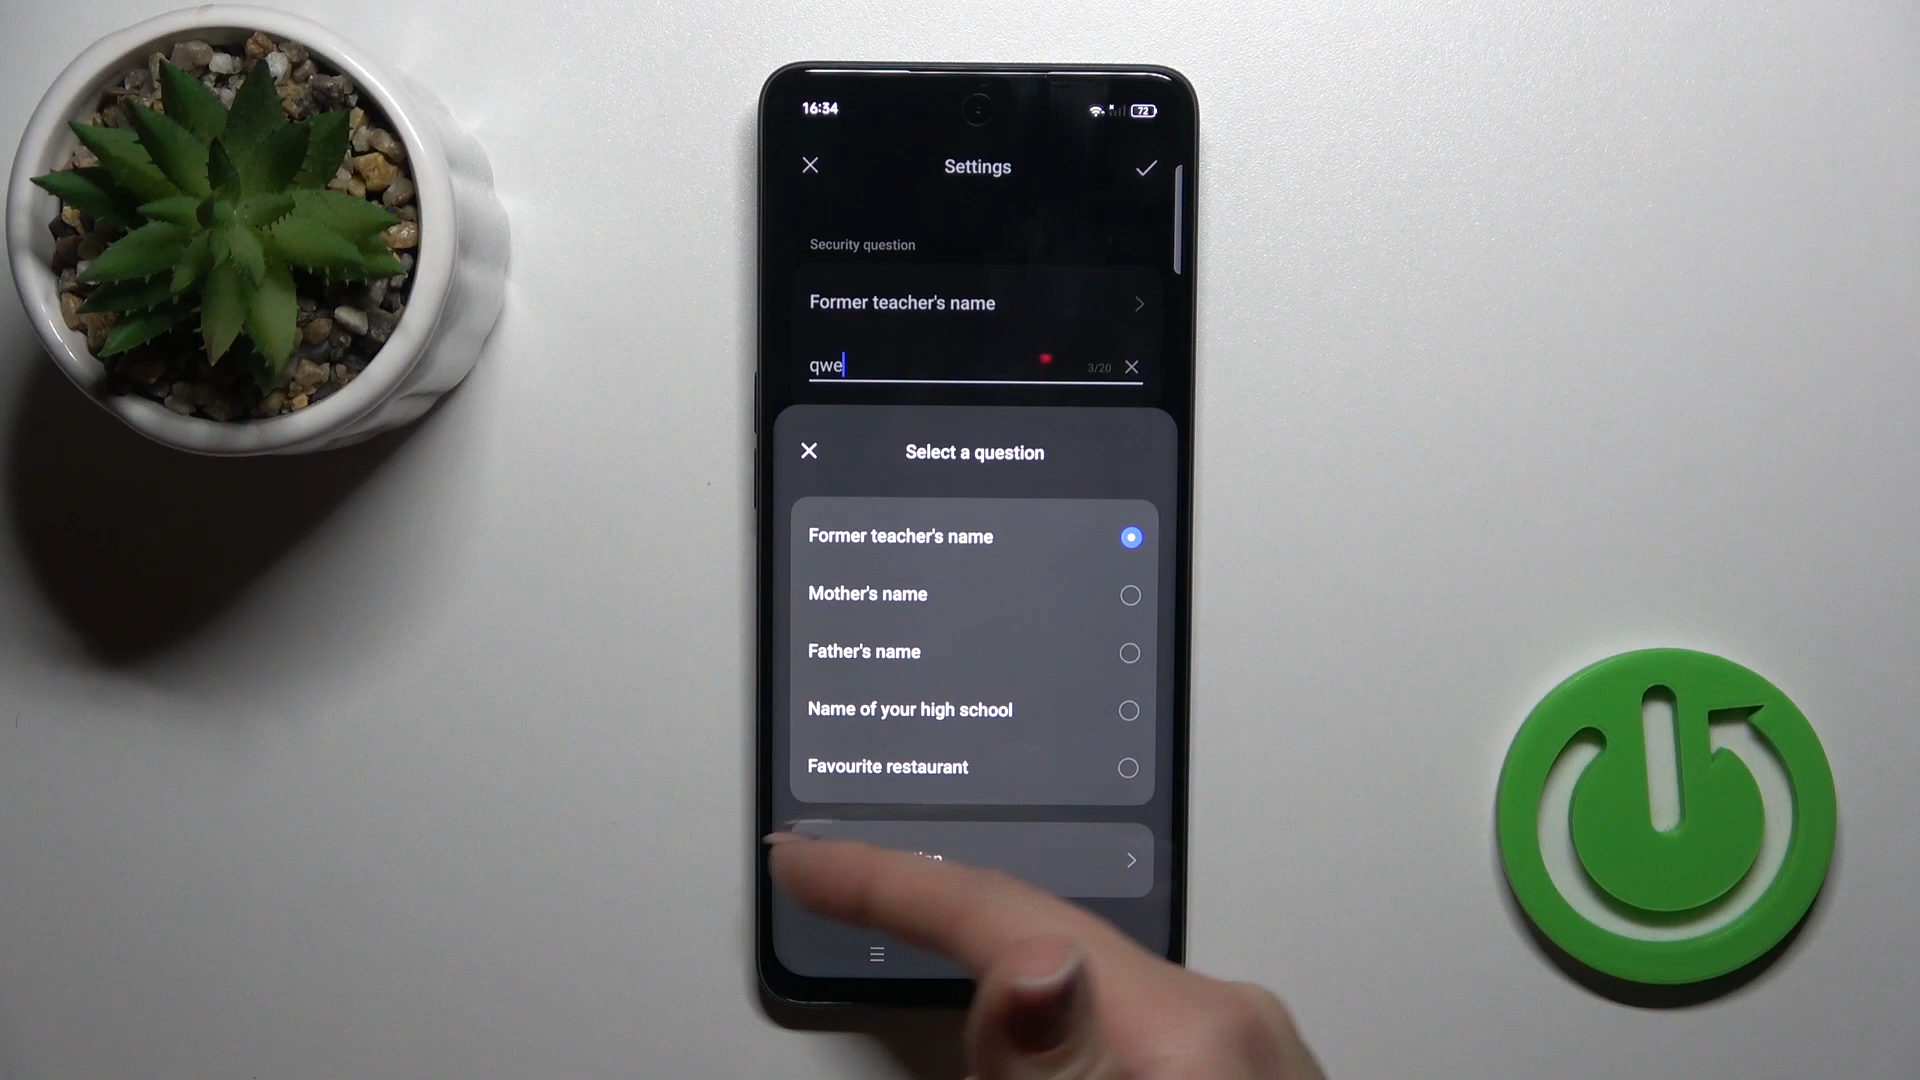 16:34
72
Settings
Security question
Former teacher's name
qwe
3/20
Select a question
Former teacher's name
Mother's name
Father's name
Name of your high school
Favourite restaurant